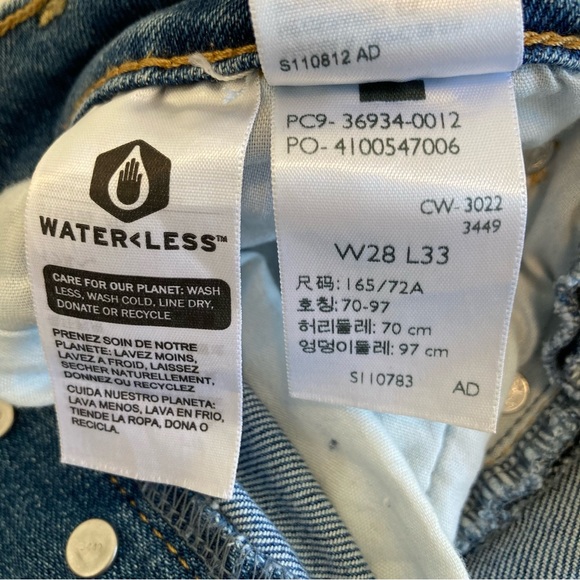 S110812 AD
WATER<LESS™
CARE FOR OUR PLANET: WASH
LESS, WASH COLD, LINE DRY,
DONATE OR RECYCLE
PRENEZ SOIN DE NOTRE
PLANETE: LAVEZ MOINS,
LAVEZ A FROID, LAISSEZ
SECHER NATURELLEMENT.
DONNEZ OU RECYCLEZ
CUIDA NUESTRO PLANETA:
LAVA MENOS, LAVA EN FRIO,
TIENDE LA ROPA, DONA O
RECICLA.
PC9- 36934-0012
PO- 4100547006
CW- 3022
3449
W28 L33
尺码: 165/72A
호칭: 70-97
허리둘레: 70 cm
엉덩이둘레: 97 cm
S110783 AD